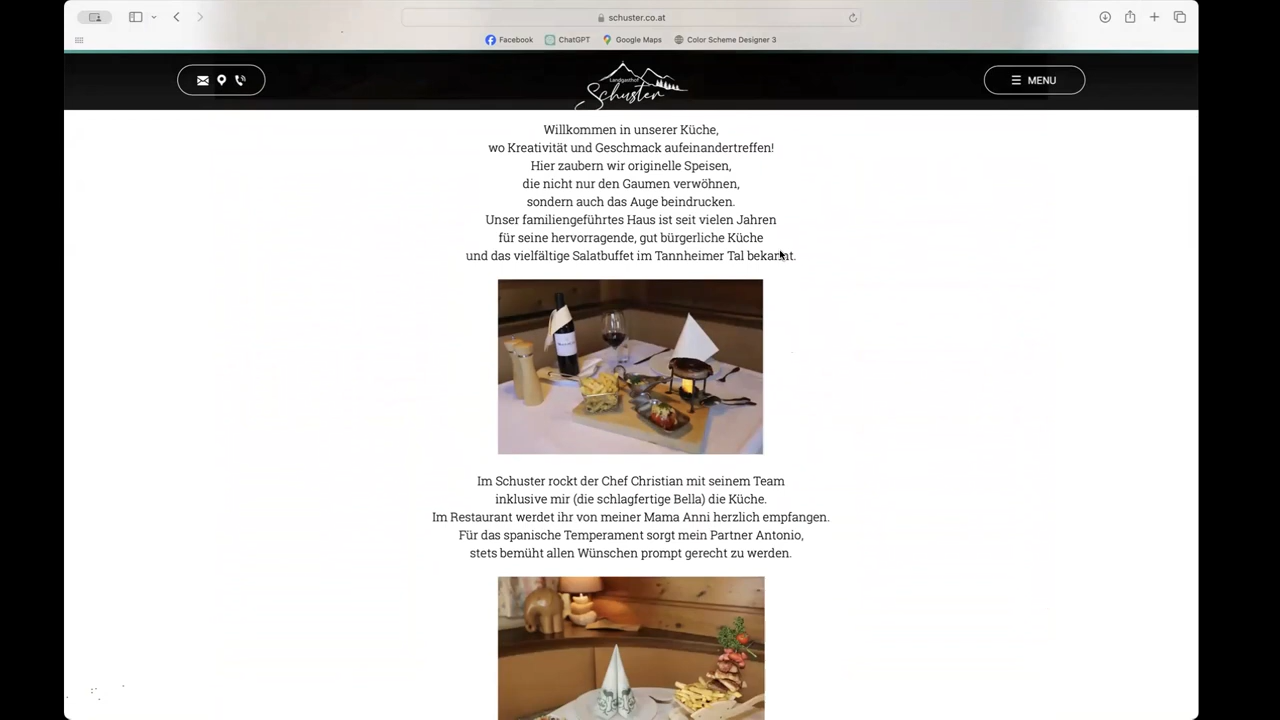 schuster.co.at
Facebook
ChatGPT
Google Maps
Color Scheme Designer 3
Landgasthof
Schuster
MENU
Willkommen in unserer Küche,
wo Kreativität und Geschmack aufeinandertreffen!
Hier zaubern wir originelle Speisen,
die nicht nur den Gaumen verwöhnen,
sondern auch das Auge beindrucken.
Unser familiengeführtes Haus ist seit vielen Jahren
für seine hervorragende, gut bürgerliche Küche
und das vielfältige Salatbuffet im Tannheimer Tal bekannt.
Im Schuster rockt der Chef Christian mit seinem Team
inklusive mir (die schlagfertige Bella) die Küche.
Im Restaurant werdet ihr von meiner Mama Anni herzlich empfangen.
Für das spanische Temperament sorgt mein Partner Antonio,
stets bemüht allen Wünschen prompt gerecht zu werden.